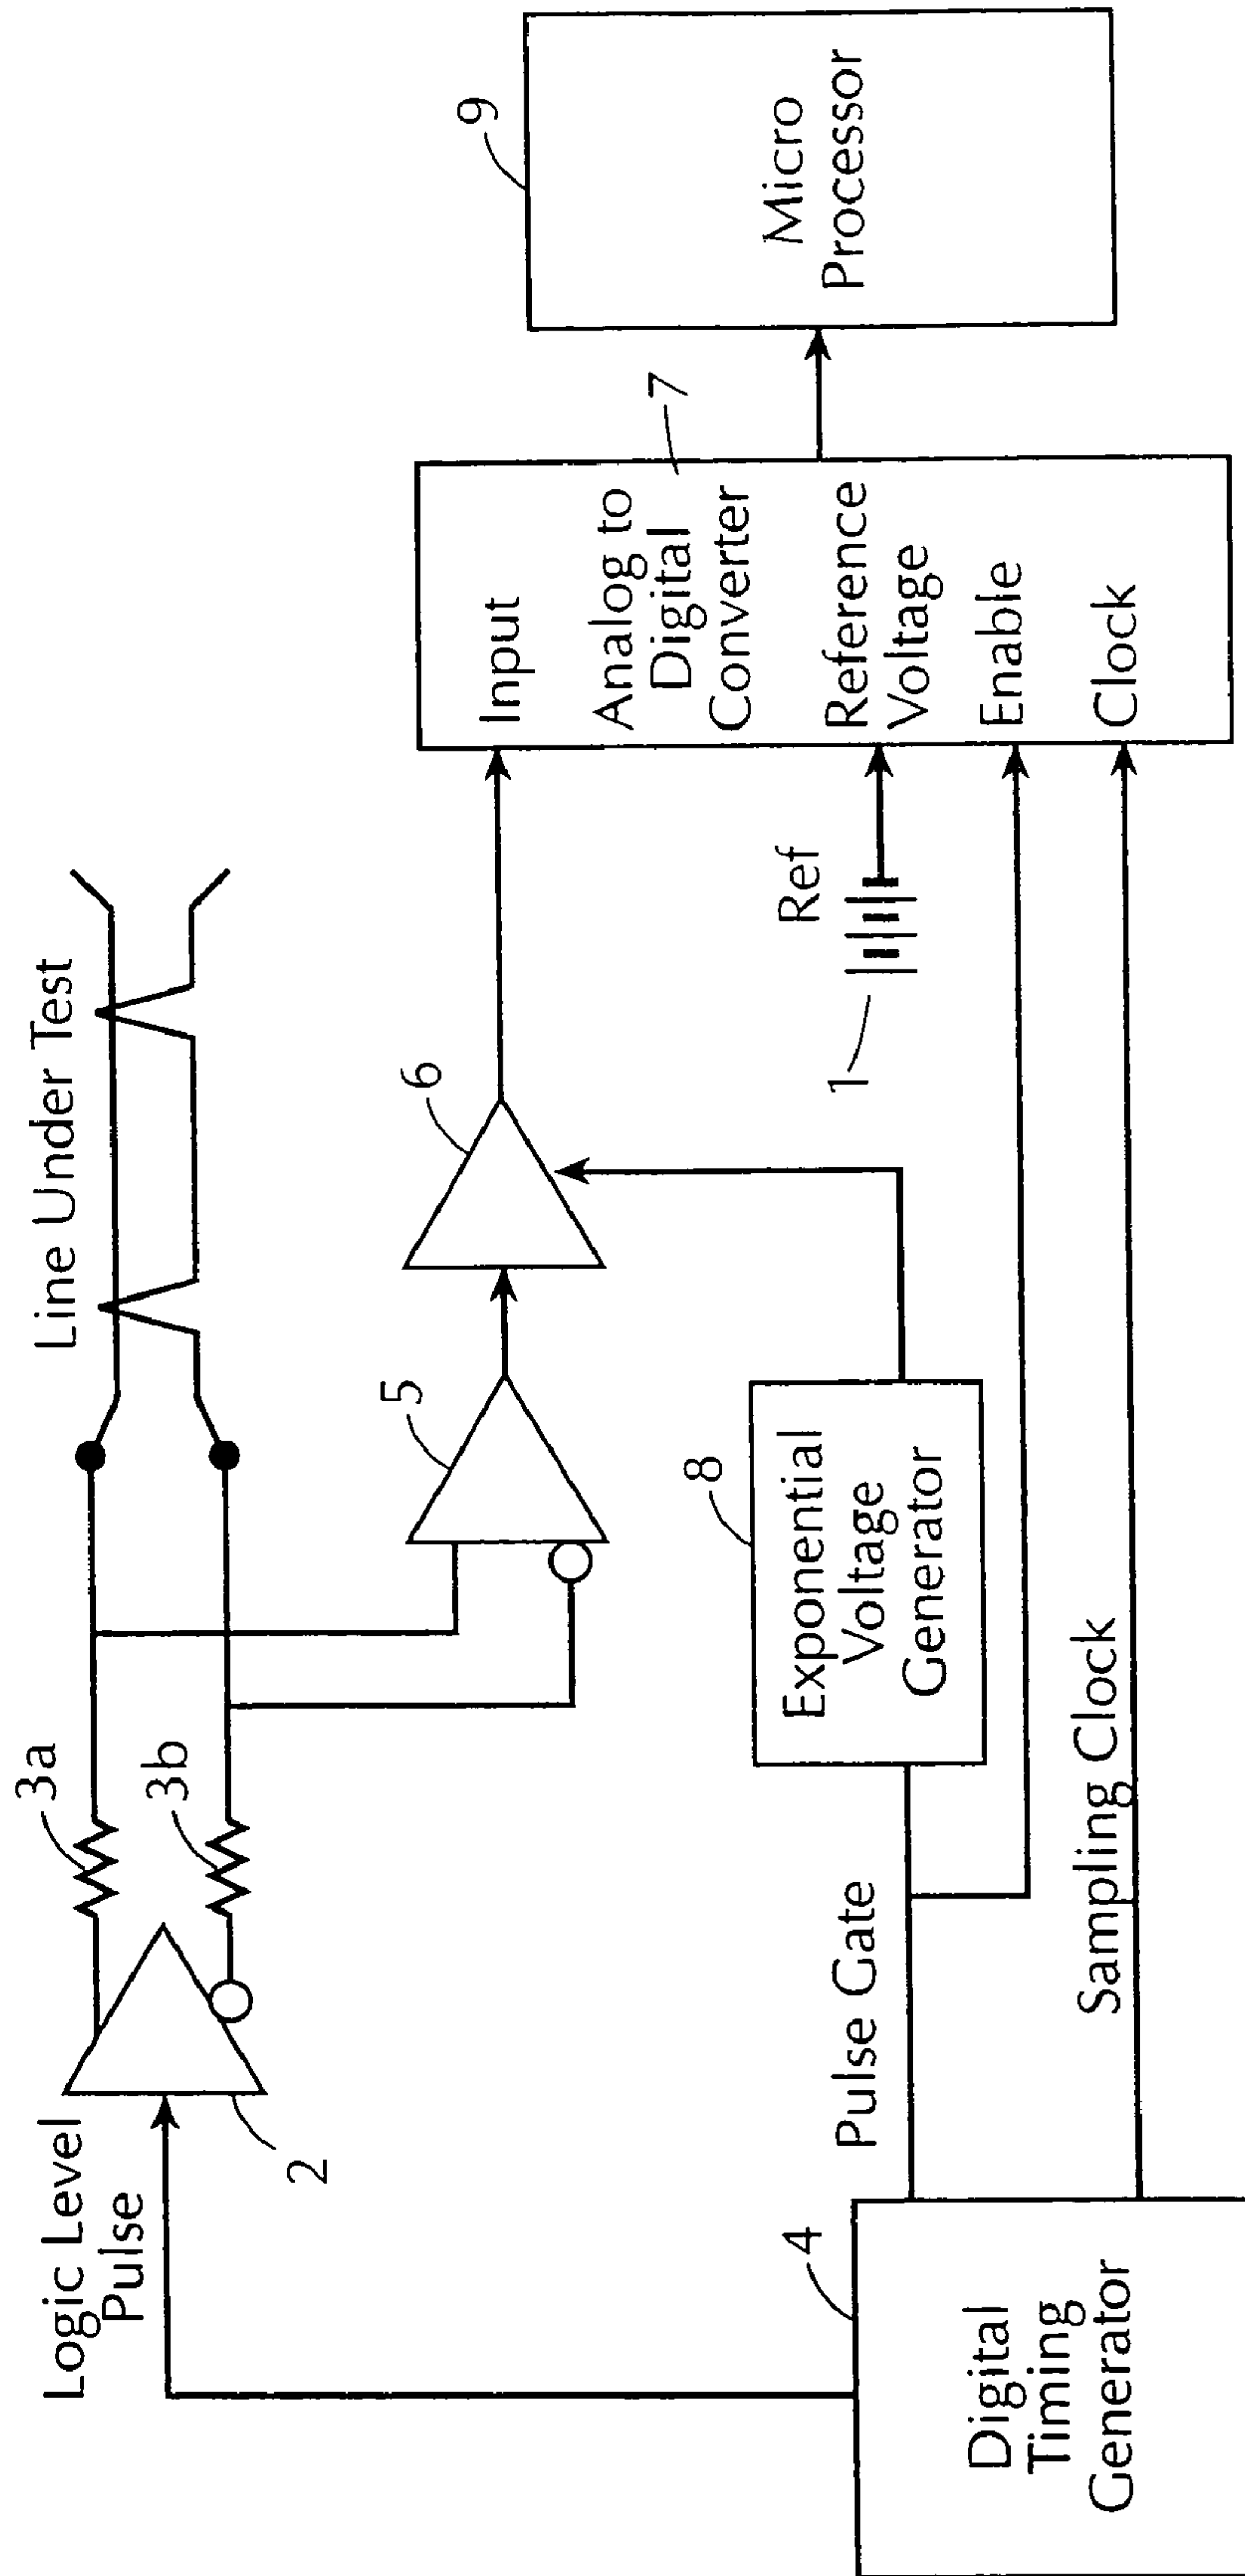 Line Under Test
Logic Level
Pulse
3a
3b
2
5
6
Input
Analog to
Digital
Converter
7
Reference
Voltage
Enable
Clock
9
Micro
Processor
Ref
1
8
Exponential
Voltage
Generator
Pulse Gate
Sampling Clock
4
Digital
Timing
Generator